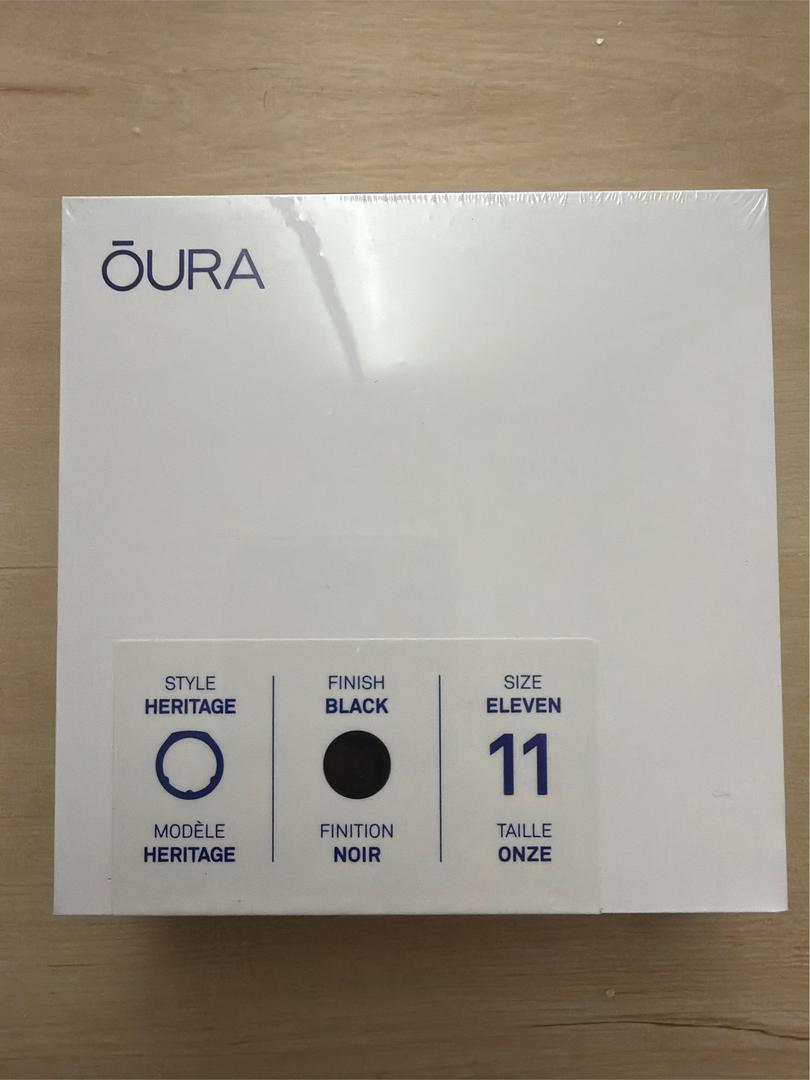 ŌURA
STYLE
HERITAGE
MODÈLE
HERITAGE
FINISH
BLACK
FINITION
NOIR
SIZE
ELEVEN
11
TAILLE
ONZE